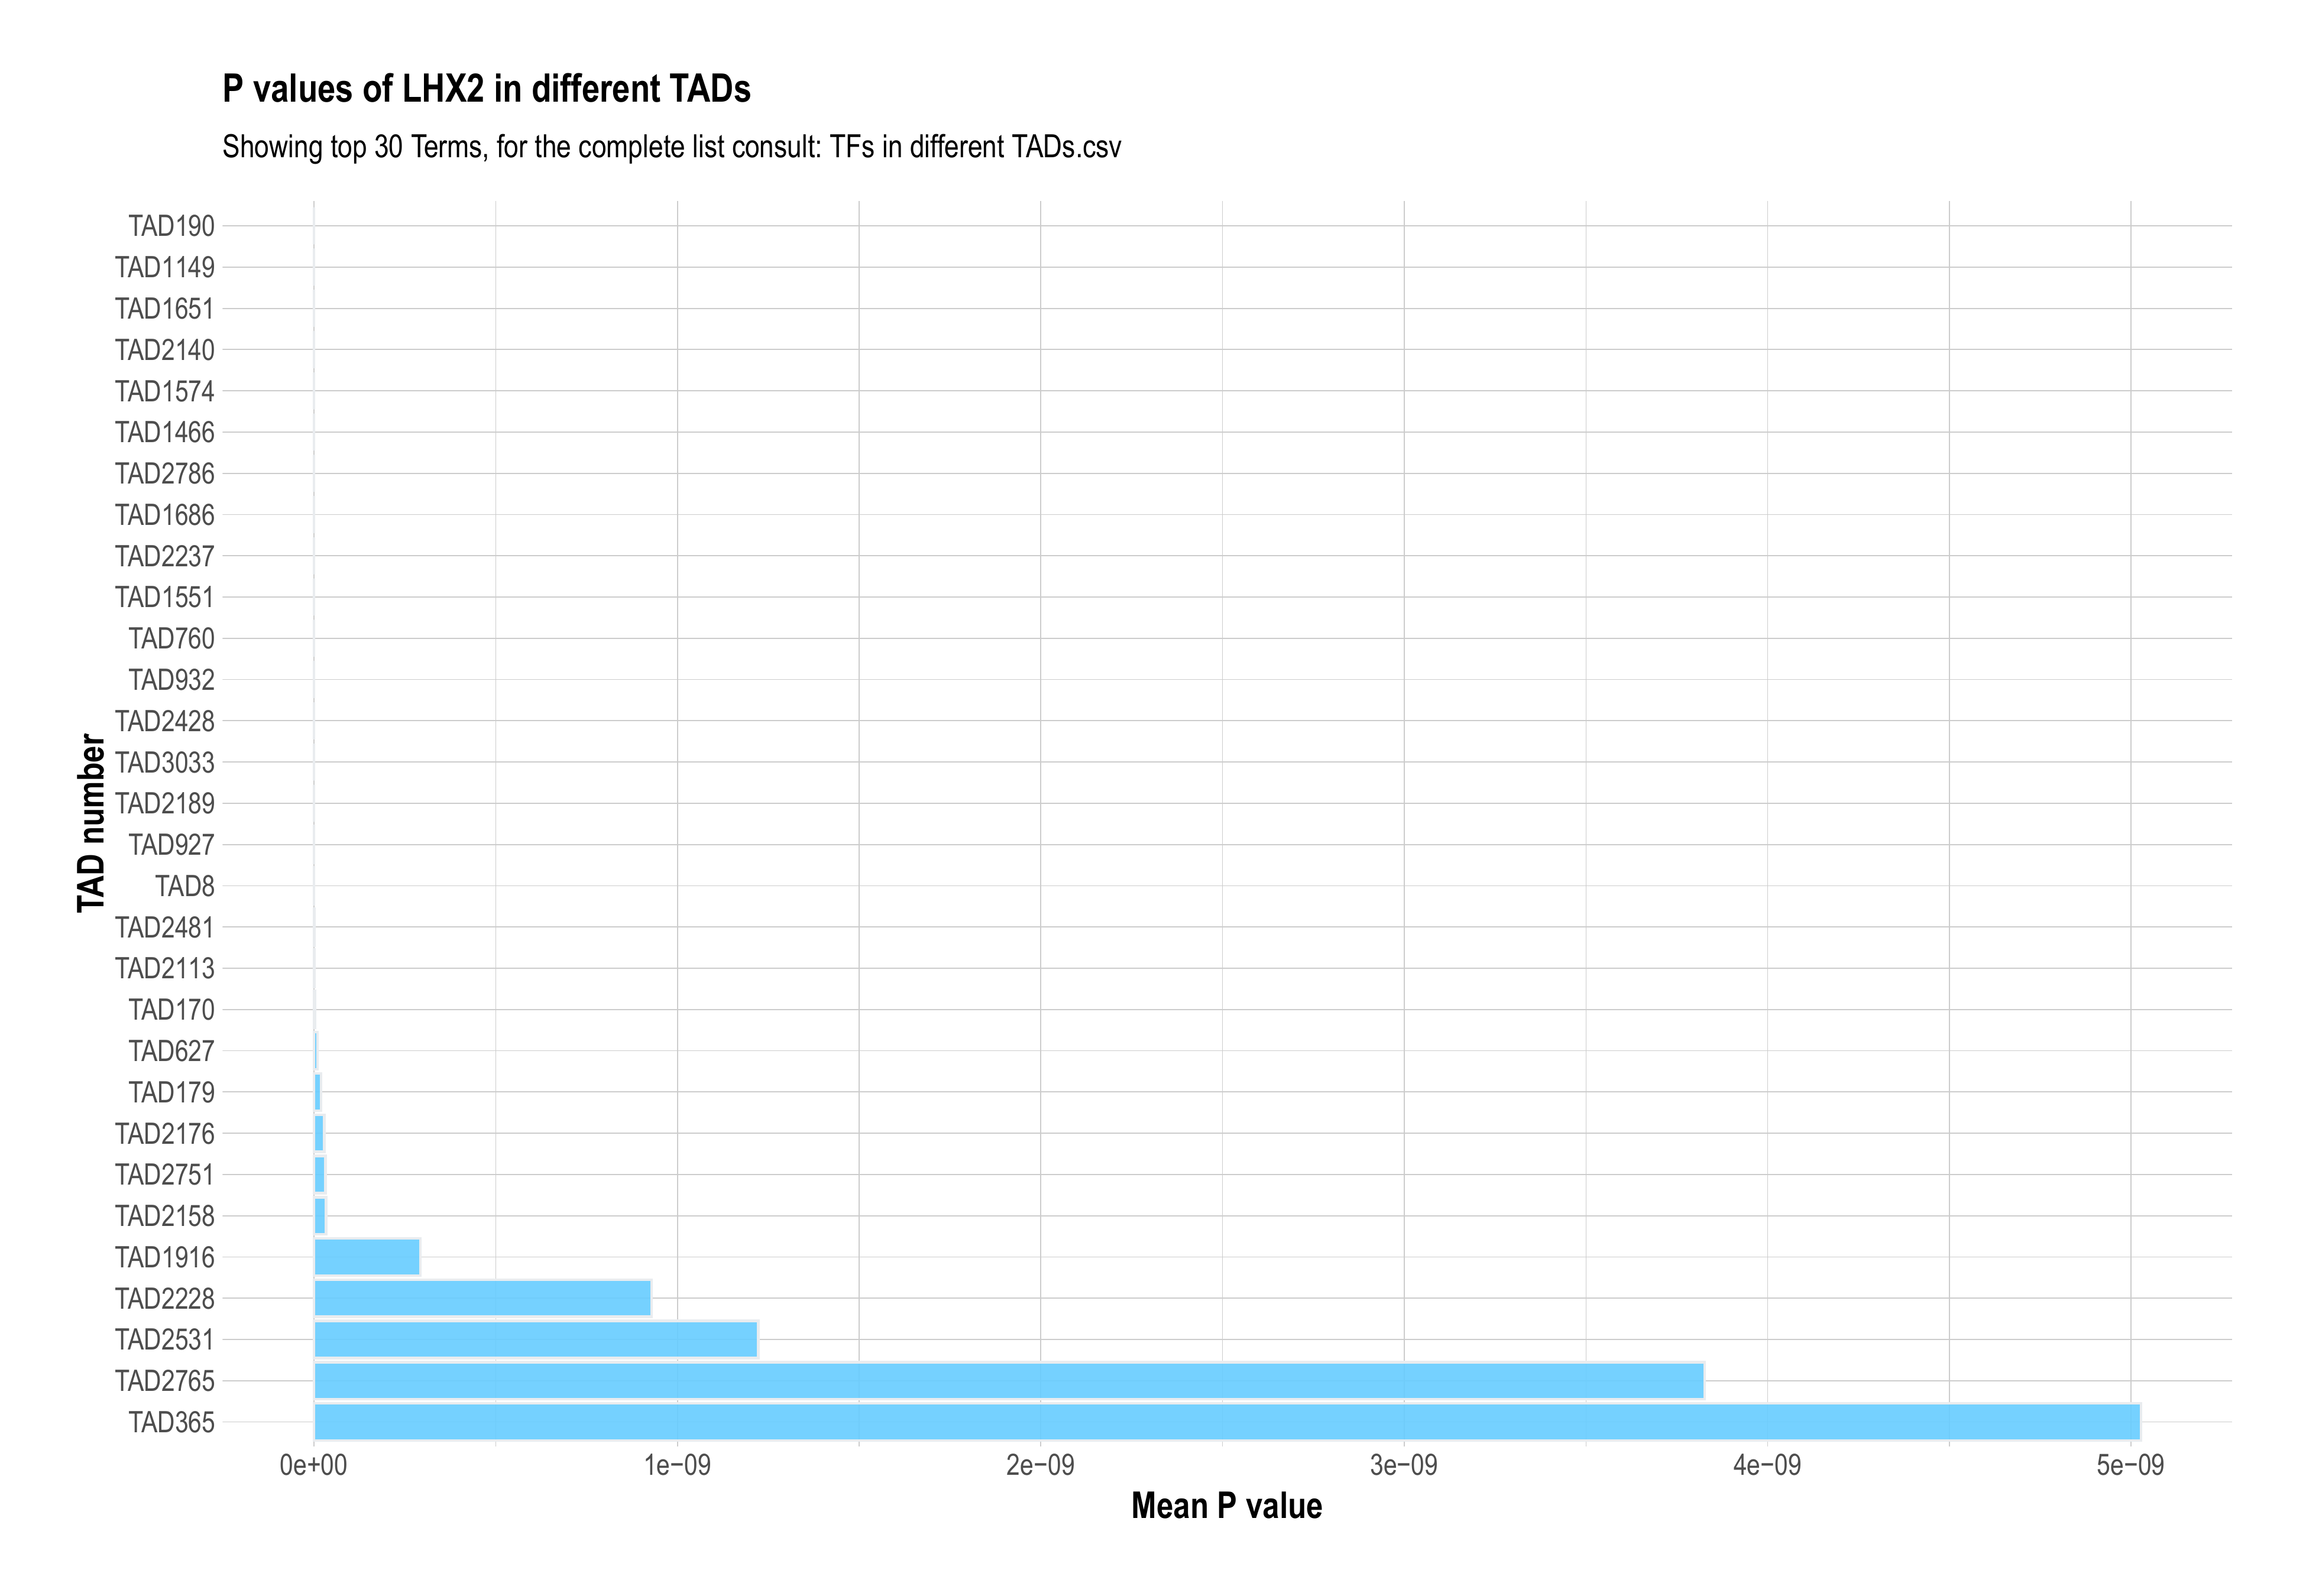 P values of LHX2 in different TADs
Showing top 30 Terms, for the complete list consult: TFs in different TADs.csv
TAD number
TAD190
TAD1149
TAD1651
TAD2140
TAD1574
TAD1466
TAD2786
TAD1686
TAD2237
TAD1551
TAD760
TAD932
TAD2428
TAD3033
TAD2189
TAD927
TAD8
TAD2481
TAD2113
TAD170
TAD627
TAD179
TAD2176
TAD2751
TAD2158
TAD1916
TAD2228
TAD2531
TAD2765
TAD365
0e+00 1e−09 2e−09 3e−09 4e−09 5e−09
Mean P value